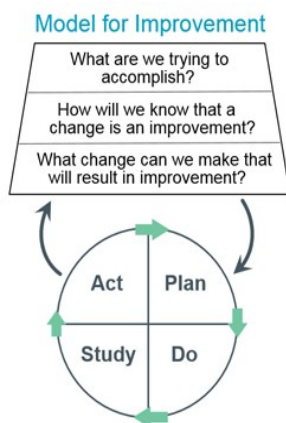 Model for Improvement
What are we trying to
accomplish?
How will we know that a
change is an improvement?
What change can we make that
will result in improvement?
Act
Plan
Study
Do